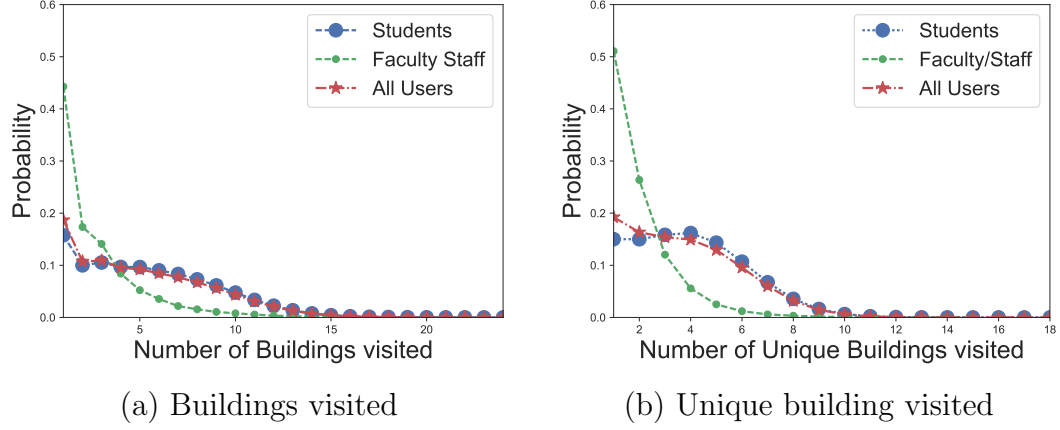 0.6
0.5
0.4
0.3
0.2
0.1
0.0
Probability
5
10
15
20
Number of Buildings visited
Students
Faculty Staff
All Users
(a) Buildings visited
0.6
0.5
0.4
0.3
0.2
0.1
0.0
Probability
2
4
6
8
10
12
14
16
18
Number of Unique Buildings visited
Students
Faculty/Staff
All Users
(b) Unique building visited